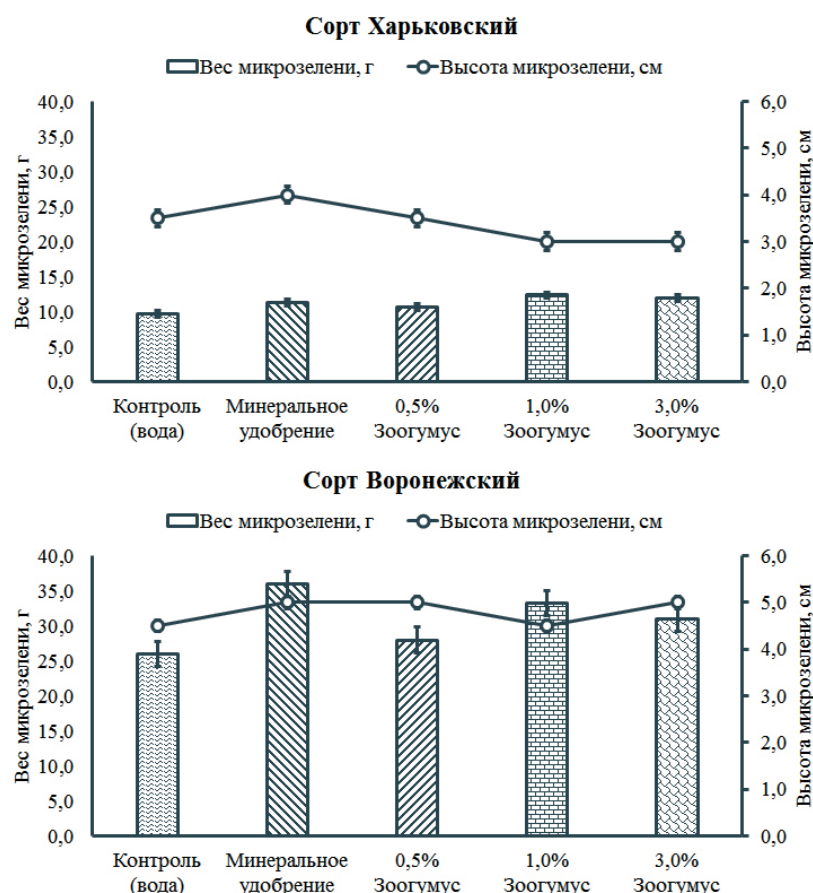 Сорт Харьковский
Вес микрозелени, г Высота микрозелени, см
Вес микрозелени, г
40,0
35,0
30,0
25,0
20,0
15,0
10,0
5,0
0,0
6,0
5,0
4,0
3,0
2,0
1,0
0,0
Высота микрозелени, см
Контроль (вода)
Минеральное удобрение
0,5% Зоогумус
1,0% Зоогумус
3,0% Зоогумус
Сорт Воронежский
Вес микрозелени, г Высота микрозелени, см
Вес микрозелени, г
40,0
35,0
30,0
25,0
20,0
15,0
10,0
5,0
0,0
6,0
5,0
4,0
3,0
2,0
1,0
0,0
Высота микрозелени, см
Контроль (вода)
Минеральное удобрение
0,5% Зоогумус
1,0% Зоогумус
3,0% Зоогумус